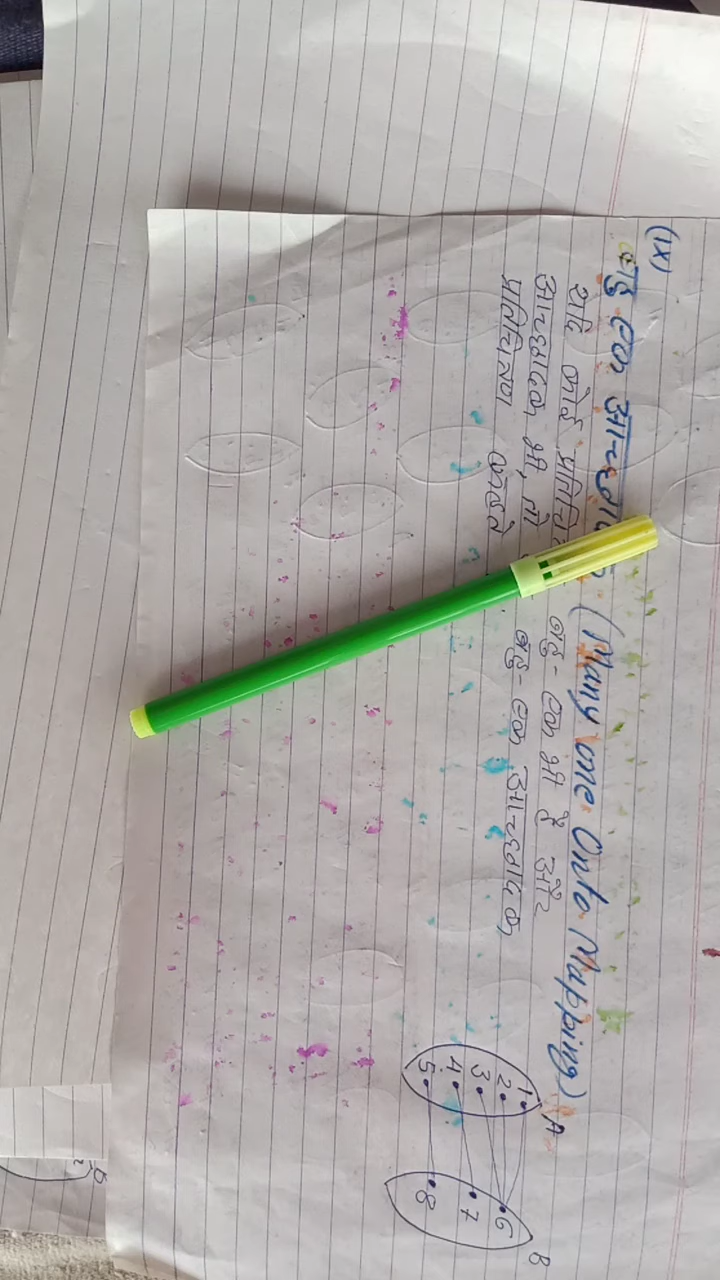 (ix)
बहु एक आच्छादक (Many one Onto Mapping)
यदि कोई बहु-एक भी है और
आच्छादक भी, तो बहु-एक आच्छादक
प्रतिचित्रण कहते
A B
1
2 6
3
4 7
5 8